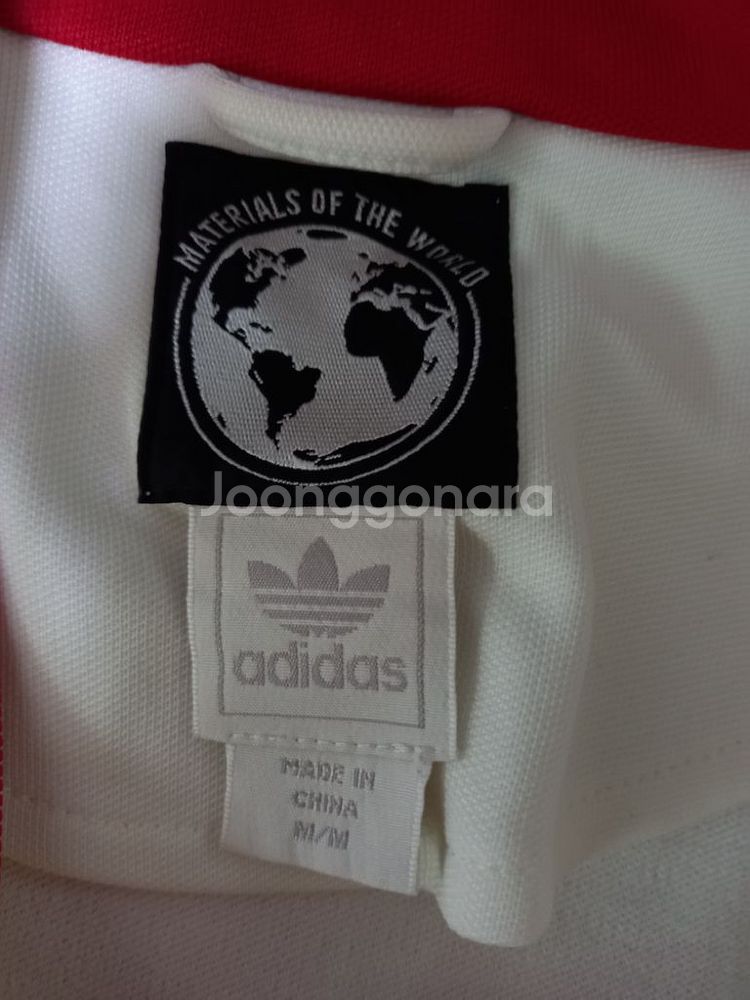 MATERIALS OF THE WORLD
Joonggonara
adidas
MADE IN
CHINA
M/M